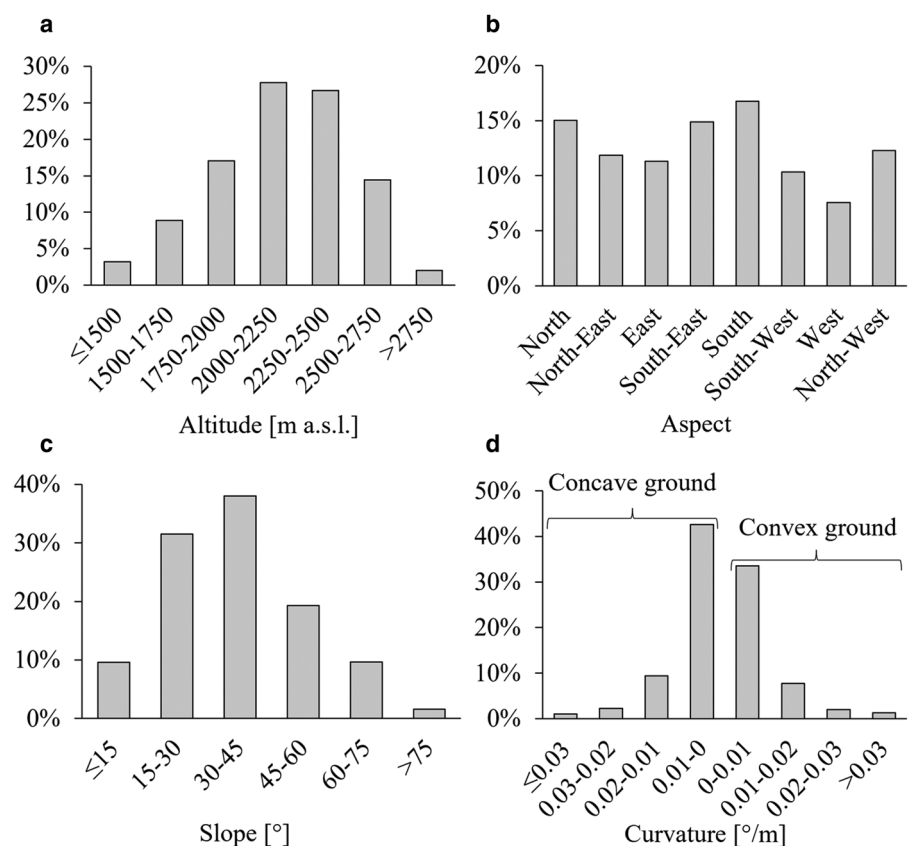 a
30%
25%
20%
15%
10%
5%
0%
≤1500
1500-1750
1750-2000
2000-2250
2250-2500
2500-2750
>2750
Altitude [m a.s.l.]
b
20%
15%
10%
5%
0%
North
North-East
East
South-East
South
South-West
West
North-West
Aspect
c
40%
30%
20%
10%
0%
≤15
15-30
30-45
45-60
60-75
>75
Slope [°]
d
50%
40%
30%
20%
10%
0%
Concave ground
Convex ground
≤0.03
0.03-0.02
0.02-0.01
0.01-0
0-0.01
0.01-0.02
0.02-0.03
>0.03
Curvature [°/m]